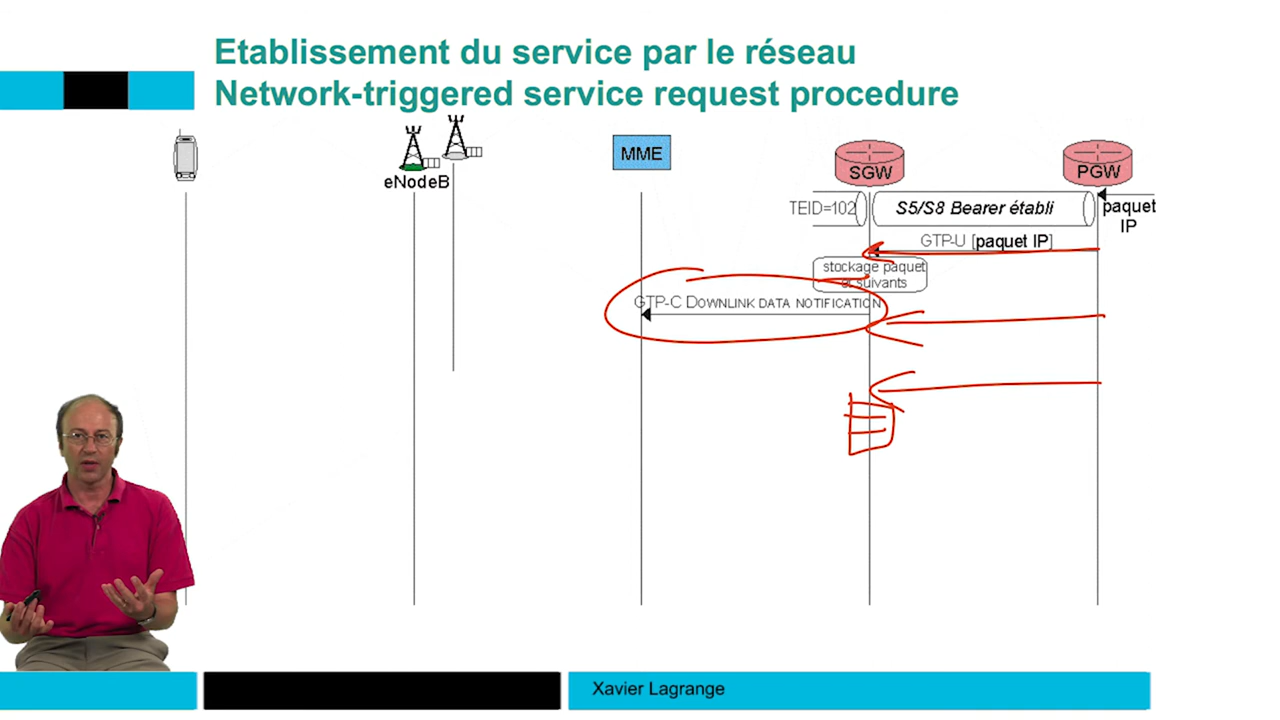 Etablissement du service par le réseau
Network-triggered service request procedure
MME
SGW
PGW
eNodeB
TEID=102
S5/S8 Bearer établi
paquet
IP
GTP-U [paquet IP]
stockage paquet
et suivants
GTP-C DOWNLINK DATA NOTIFICATION
Xavier Lagrange